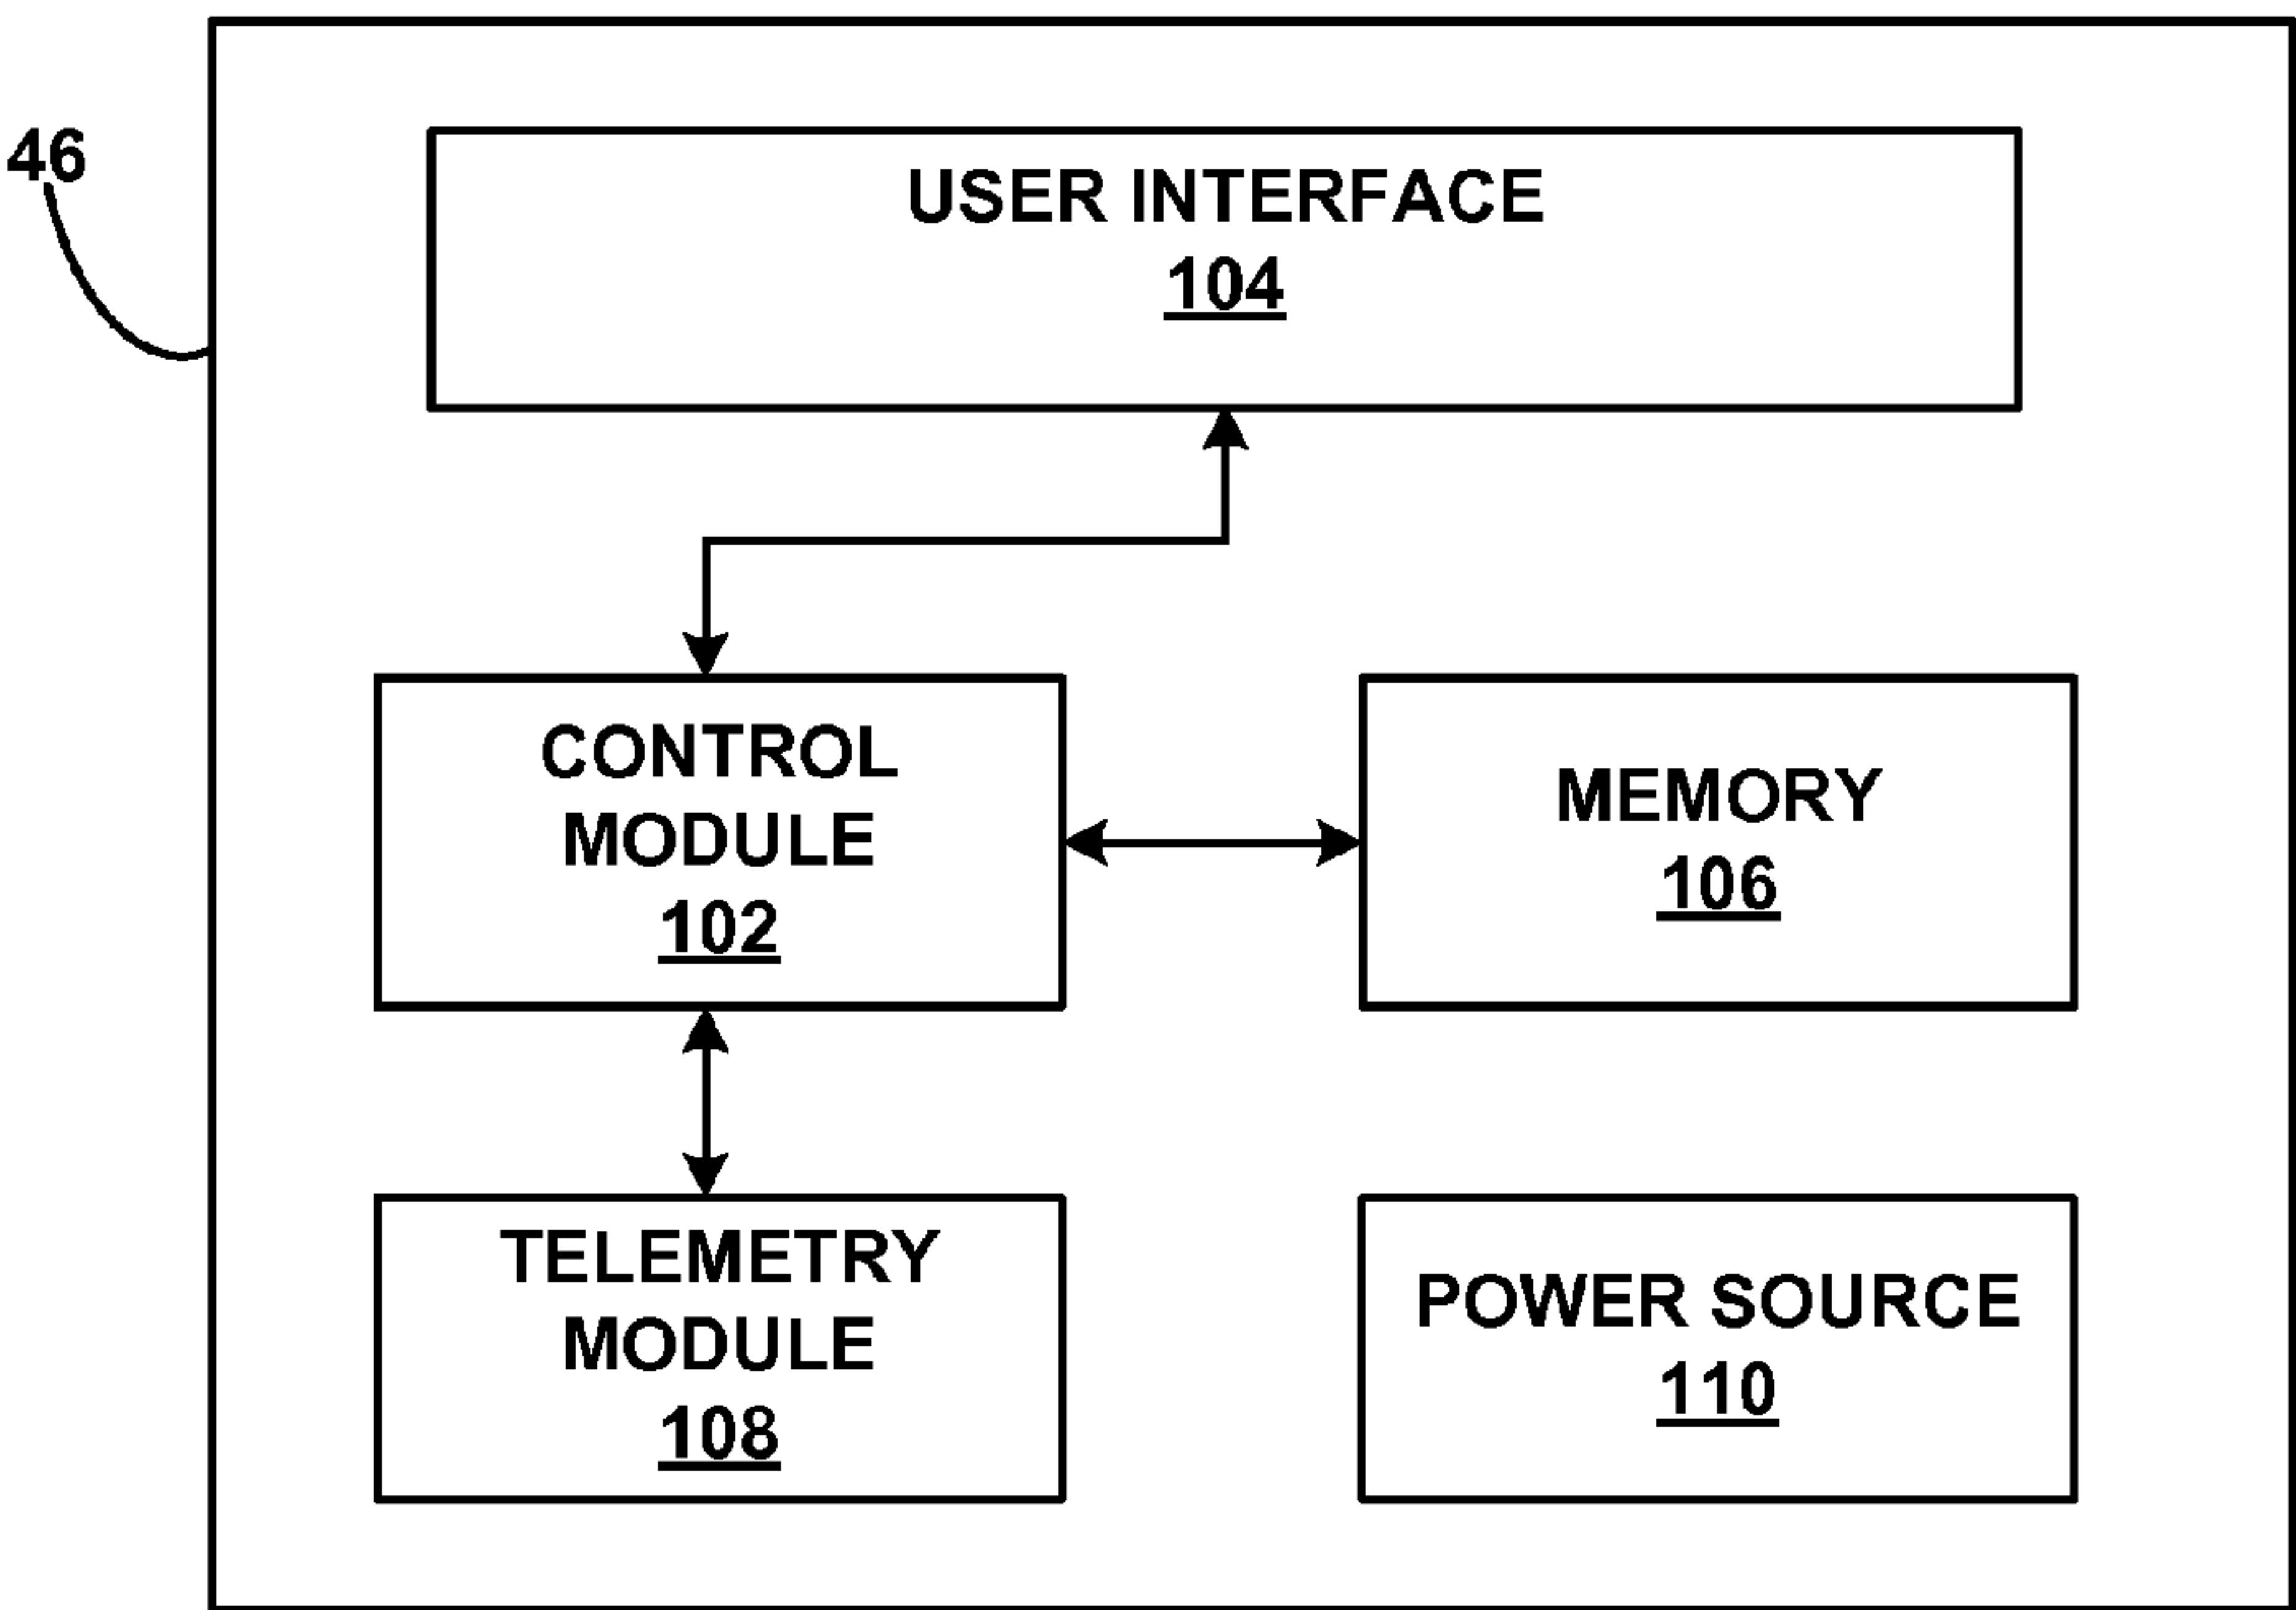 46
USER INTERFACE
104
CONTROL
MODULE
102
MEMORY
106
TELEMETRY
MODULE
108
POWER SOURCE
110